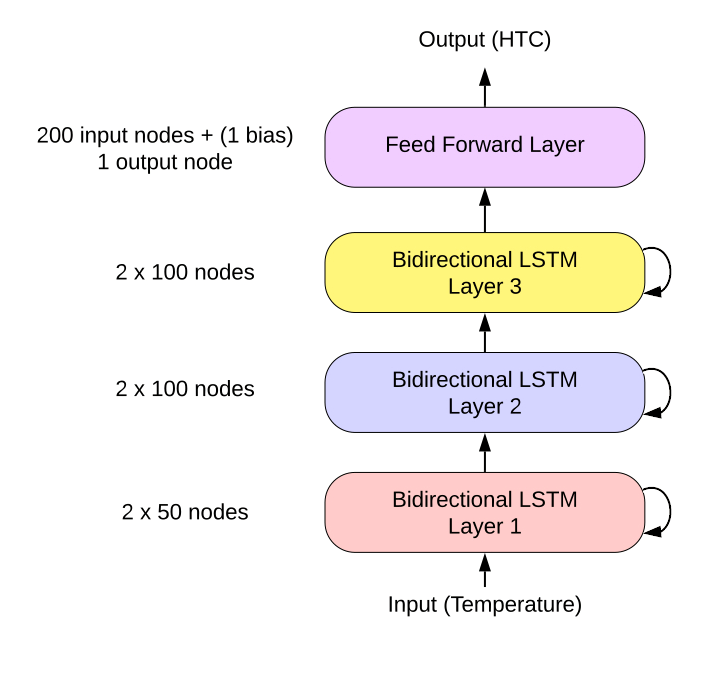 Output (HTC)
200 input nodes + (1 bias)
1 output node
Feed Forward Layer
2 x 100 nodes
Bidirectional LSTM
Layer 3
2 x 100 nodes
Bidirectional LSTM
Layer 2
2 x 50 nodes
Bidirectional LSTM
Layer 1
Input (Temperature)